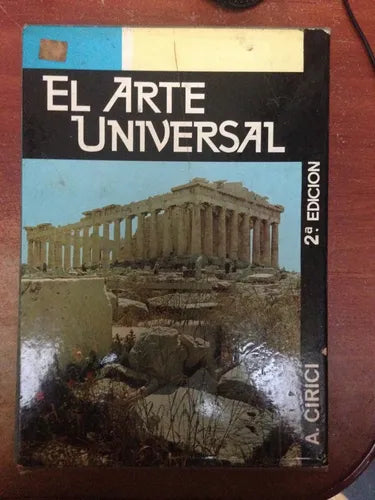 EL ARTE
UNIVERSAL
2ª EDICION
A. CIRICI